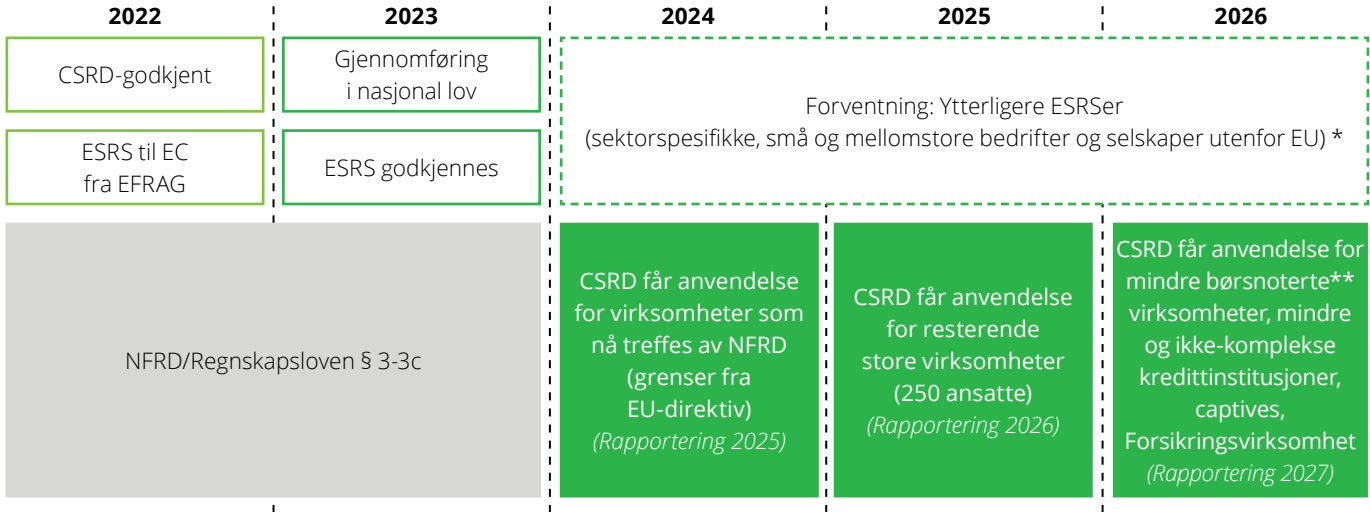 2022
2023
2024
2025
2026
CSRD-godkjent
Gjennomføring
i nasjonal lov
ESRS til EC
fra EFRAG
ESRS godkjennes
Forventning: Ytterligere ESRSer
(sektorspesifikke, små og mellomstore bedrifter og selskaper utenfor EU) *
NFRD/Regnskapsloven § 3-3c
CSRD får anvendelse
for virksomheter som
nå treffes av NFRD
(grenser fra
EU-direktiv)
(Rapportering 2025)
CSRD får anvendelse
for resterende
store virksomheter
(250 ansatte)
(Rapportering 2026)
CSRD får anvendelse for
mindre børsnoterte**
virksomheter, mindre
og ikke-komplekse
kredittinstitusjoner,
captives,
Forsikringsvirksomhet
(Rapportering 2027)